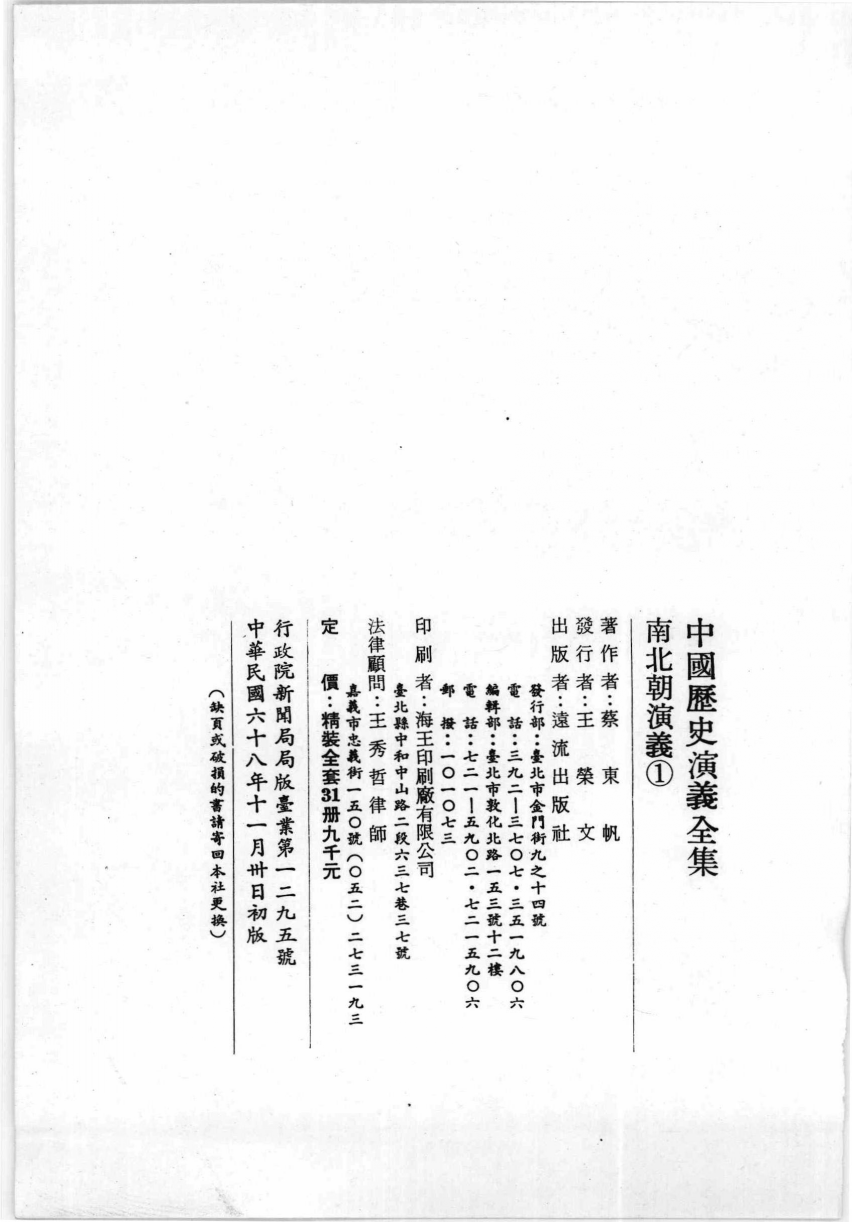 中國歷史演義全集
南北朝演義①
著作者：蔡東帆
發行者：王榮文
出版者：遠流出版社
發行部：臺北市金門街九之十四號
電話：三九二—三七〇七・三五一九八〇六
編輯部：臺北市敦化北路一五三號十二樓
電話：七二一—五九〇二・七二一五九〇六
郵撥：一〇一〇七三
印刷者：海王印刷廠有限公司
臺北縣中和中山路二段六三七巷三七號
法律顧問：王秀哲律師
嘉義市忠義街一五〇號（〇五二）二七三一九三
定價：精裝全套31册九千元
行政院新聞局局版臺業第一二九五號
中華民國六十八年十一月卅日初版
（缺頁或破損的書請寄回本社更換）